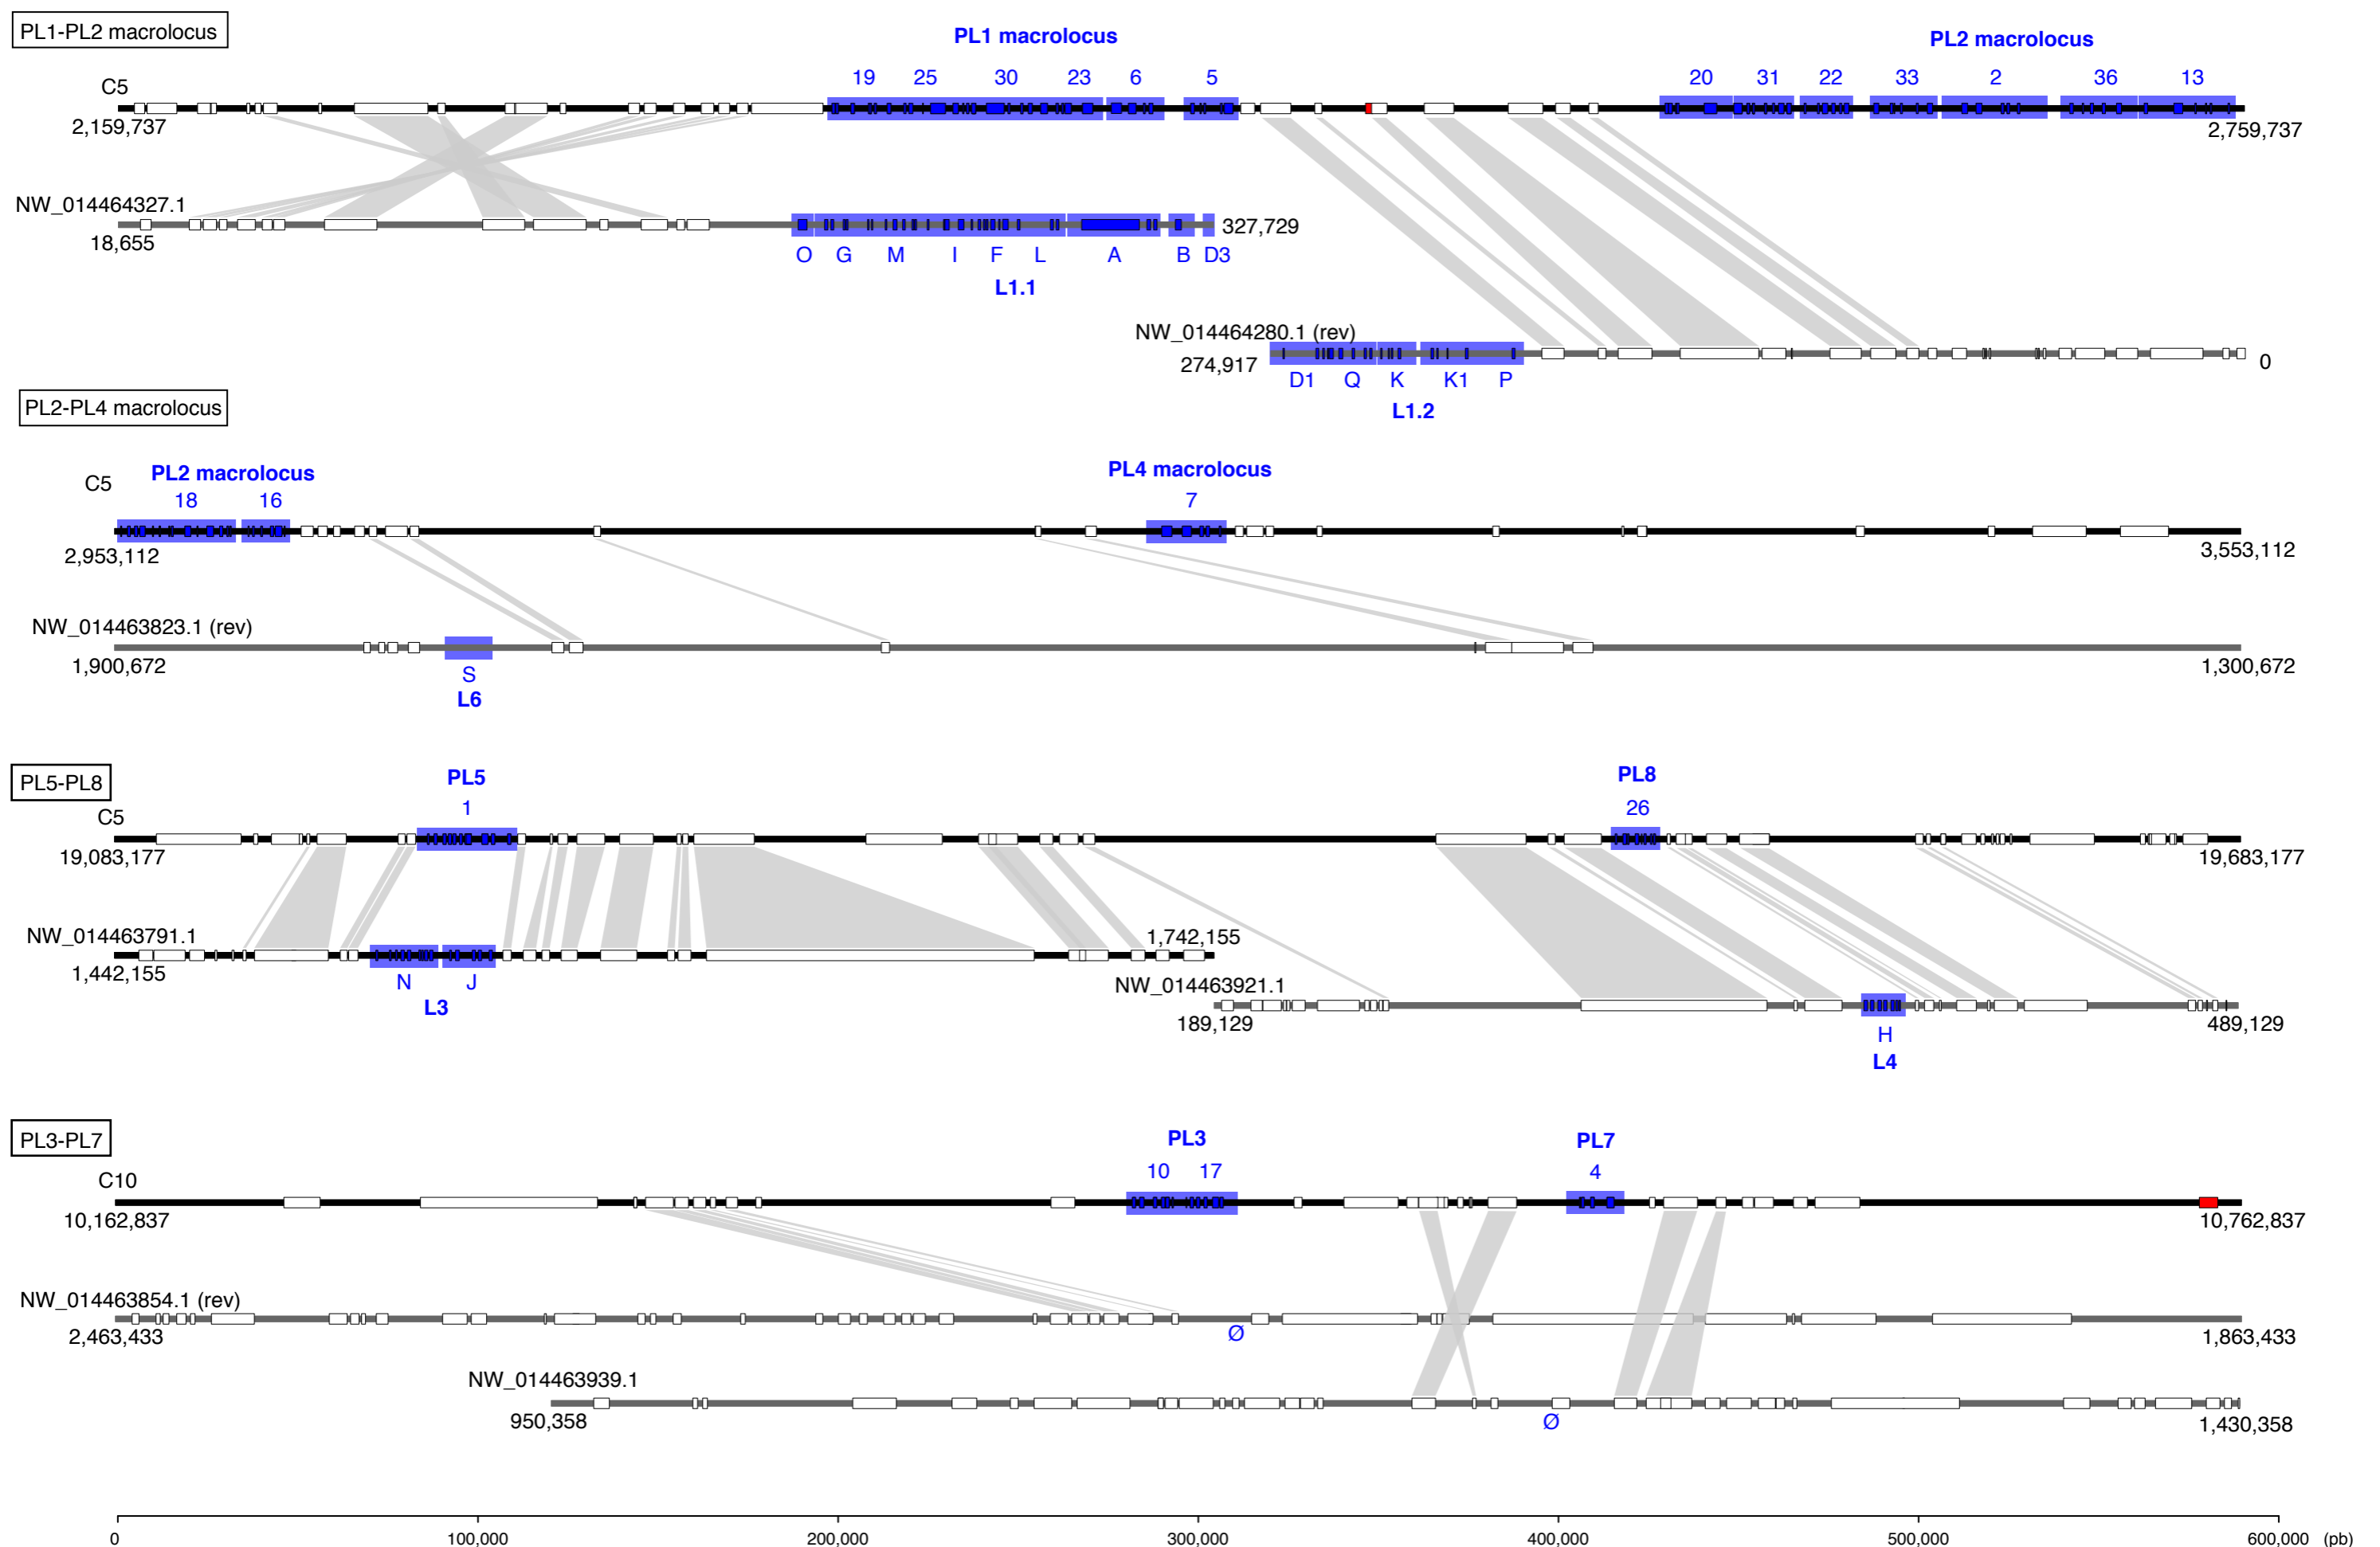 PL1-PL2 macrolocus
PL1 macrolocus
PL2 macrolocus
C5
19 25 30 23 6 5 20 31 22 33 2 36 13
2,159,737
2,759,737
NW_014464327.1
18,655
327,729
O G M I F L A B D3
L1.1
NW_014464280.1 (rev)
274,917
0
D1 Q K K1 P
L1.2
PL2-PL4 macrolocus
PL2 macrolocus
PL4 macrolocus
C5
18 16 7
2,953,112
3,553,112
NW_014463823.1 (rev)
1,900,672
1,300,672
S
L6
PL5-PL8
PL5
PL8
1
26
C5
19,083,177
19,683,177
NW_014463791.1
1,742,155
1,442,155
N J
L3
NW_014463921.1
189,129
489,129
H
L4
PL3-PL7
PL3
PL7
10 17 4
C10
10,162,837
10,762,837
NW_014463854.1 (rev)
2,463,433
Ø
1,863,433
NW_014463939.1
950,358
Ø
1,430,358
0 100,000 200,000 300,000 400,000 500,000 600,000 (pb)